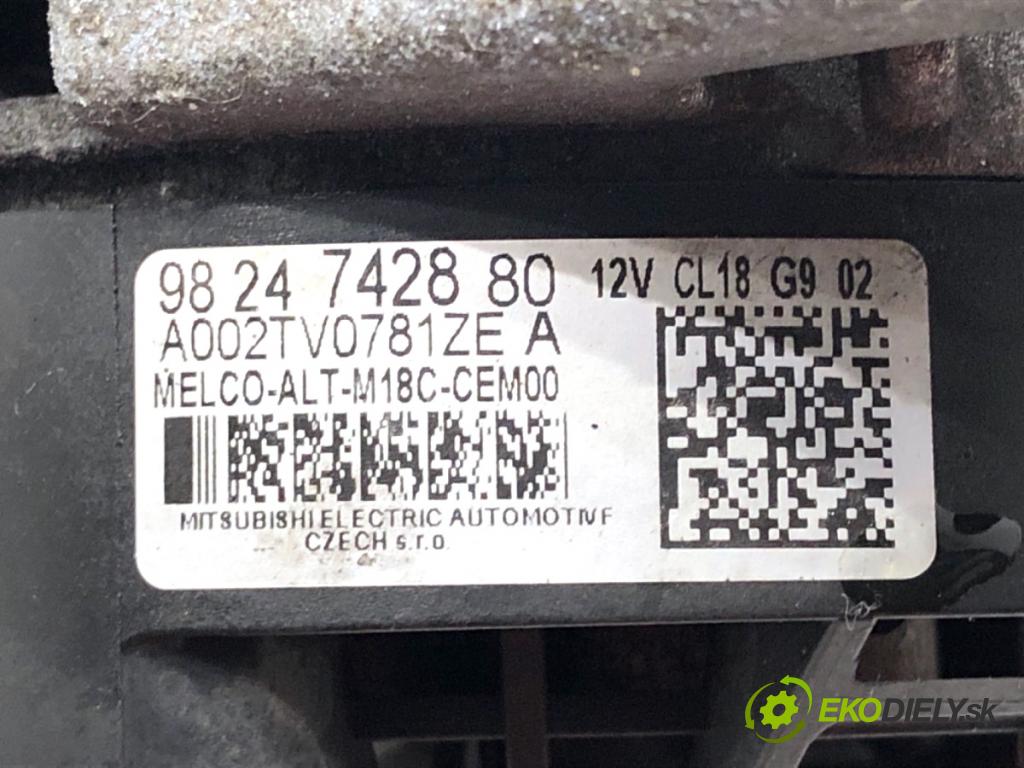 98 24 7428 80 12V CL18 G9 02
A002TV0781ZE A
MELCO-ALT-M18C-CEM00
MITSUBISHI ELECTRIC AUTOMOTIVE
CZECH s.r.o.
EKODIELY.sk